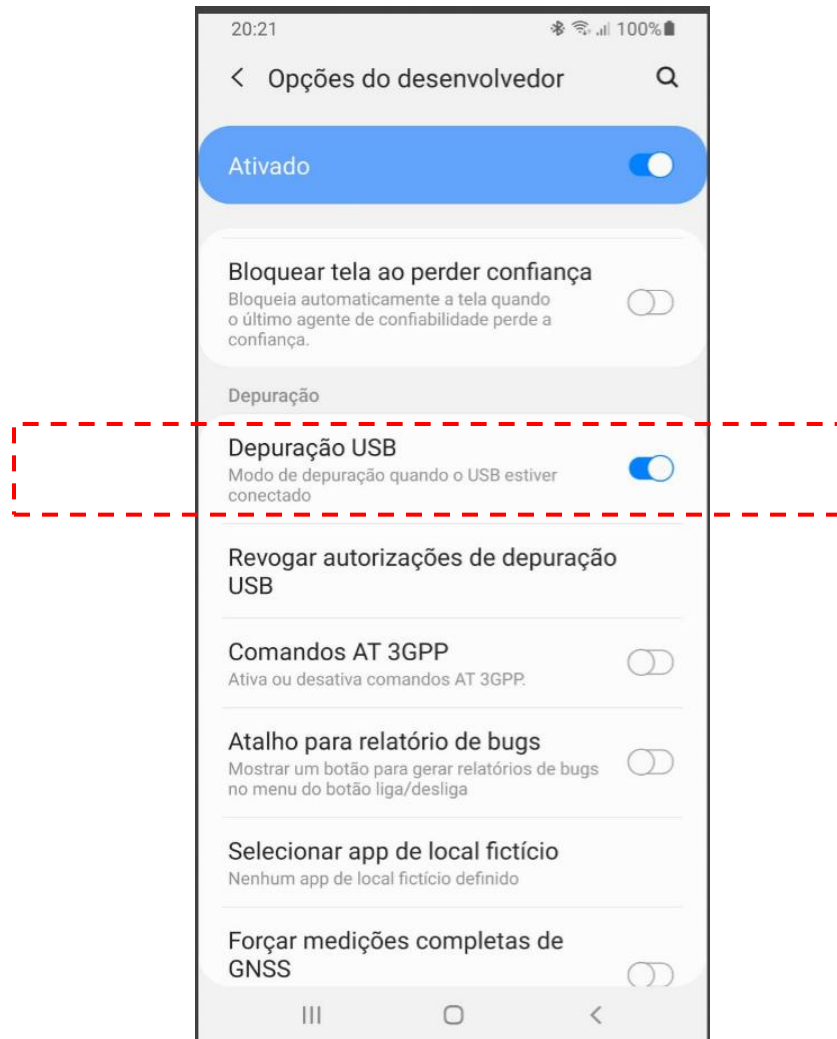 20:21 100%
Opções do desenvolvedor
Ativado
Bloquear tela ao perder confiança
Bloqueia automaticamente a tela quando
o último agente de confiabilidade perde a
confiança.
Depuração
Depuração USB
Modo de depuração quando o USB estiver
conectado
Revogar autorizações de depuração
USB
Comandos AT 3GPP
Ativa ou desativa comandos AT 3GPP.
Atalho para relatório de bugs
Mostrar um botão para gerar relatórios de bugs
no menu do botão liga/desliga
Selecionar app de local fictício
Nenhum app de local fictício definido
Forçar medições completas de
GNSS